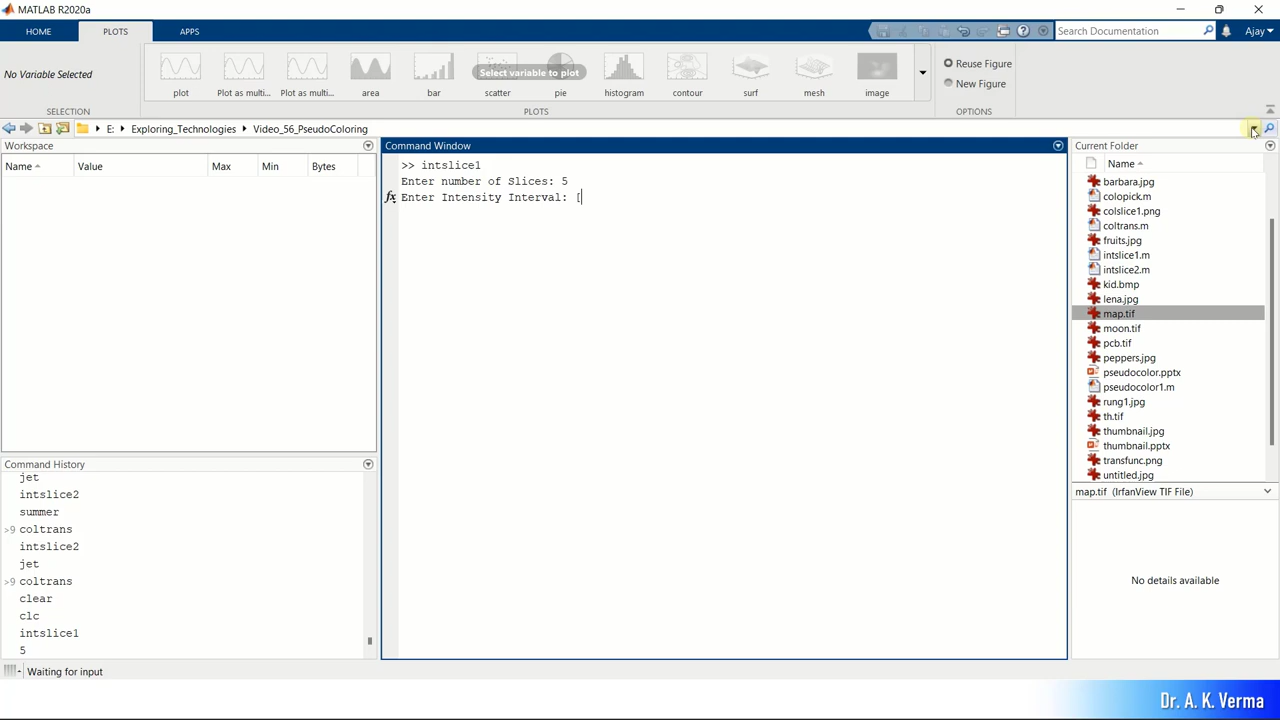 MATLAB R2020a
HOME
PLOTS
APPS
Search Documentation
Ajay
No Variable Selected
plot
Plot as multi...
Plot as multi...
area
bar
scatter
pie
histogram
contour
surf
mesh
image
Select variable to plot
Reuse Figure
New Figure
SELECTION
PLOTS
OPTIONS
E: Exploring_Technologies Video_56_PseudoColoring
Workspace
Name Value Max Min Bytes
Command History
jet
intslice2
summer
>9 coltrans
intslice2
jet
>9 coltrans
clear
clc
intslice1
5
Command Window
>> intslice1
Enter number of Slices: 5
fx Enter Intensity Interval: [
Current Folder
Name
barbara.jpg
colopick.m
colslice1.png
coltrans.m
fruits.jpg
intslice1.m
intslice2.m
kid.bmp
lena.jpg
map.tif
moon.tif
pcb.tif
peppers.jpg
pseudocolor.pptx
pseudocolor1.m
rung1.jpg
th.tif
thumbnail.jpg
thumbnail.pptx
transfunc.png
untitled.jpg
map.tif (IrfanView TIF File)
No details available
Waiting for input
Dr. A. K. Verma